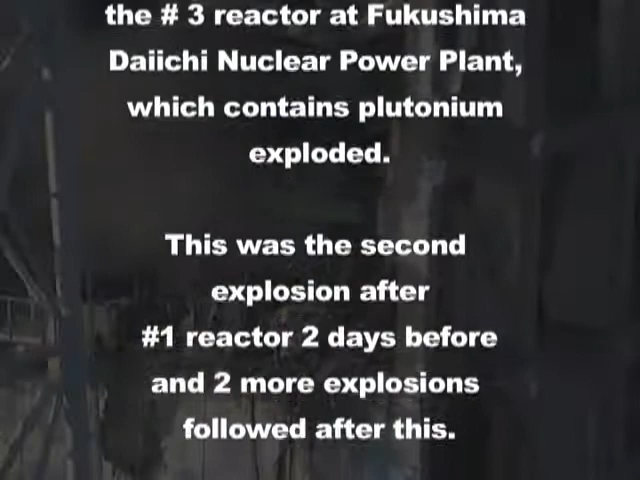 the # 3 reactor at Fukushima
Daiichi Nuclear Power Plant,
which contains plutonium
exploded.
This was the second
explosion after
#1 reactor 2 days before
and 2 more explosions
followed after this.